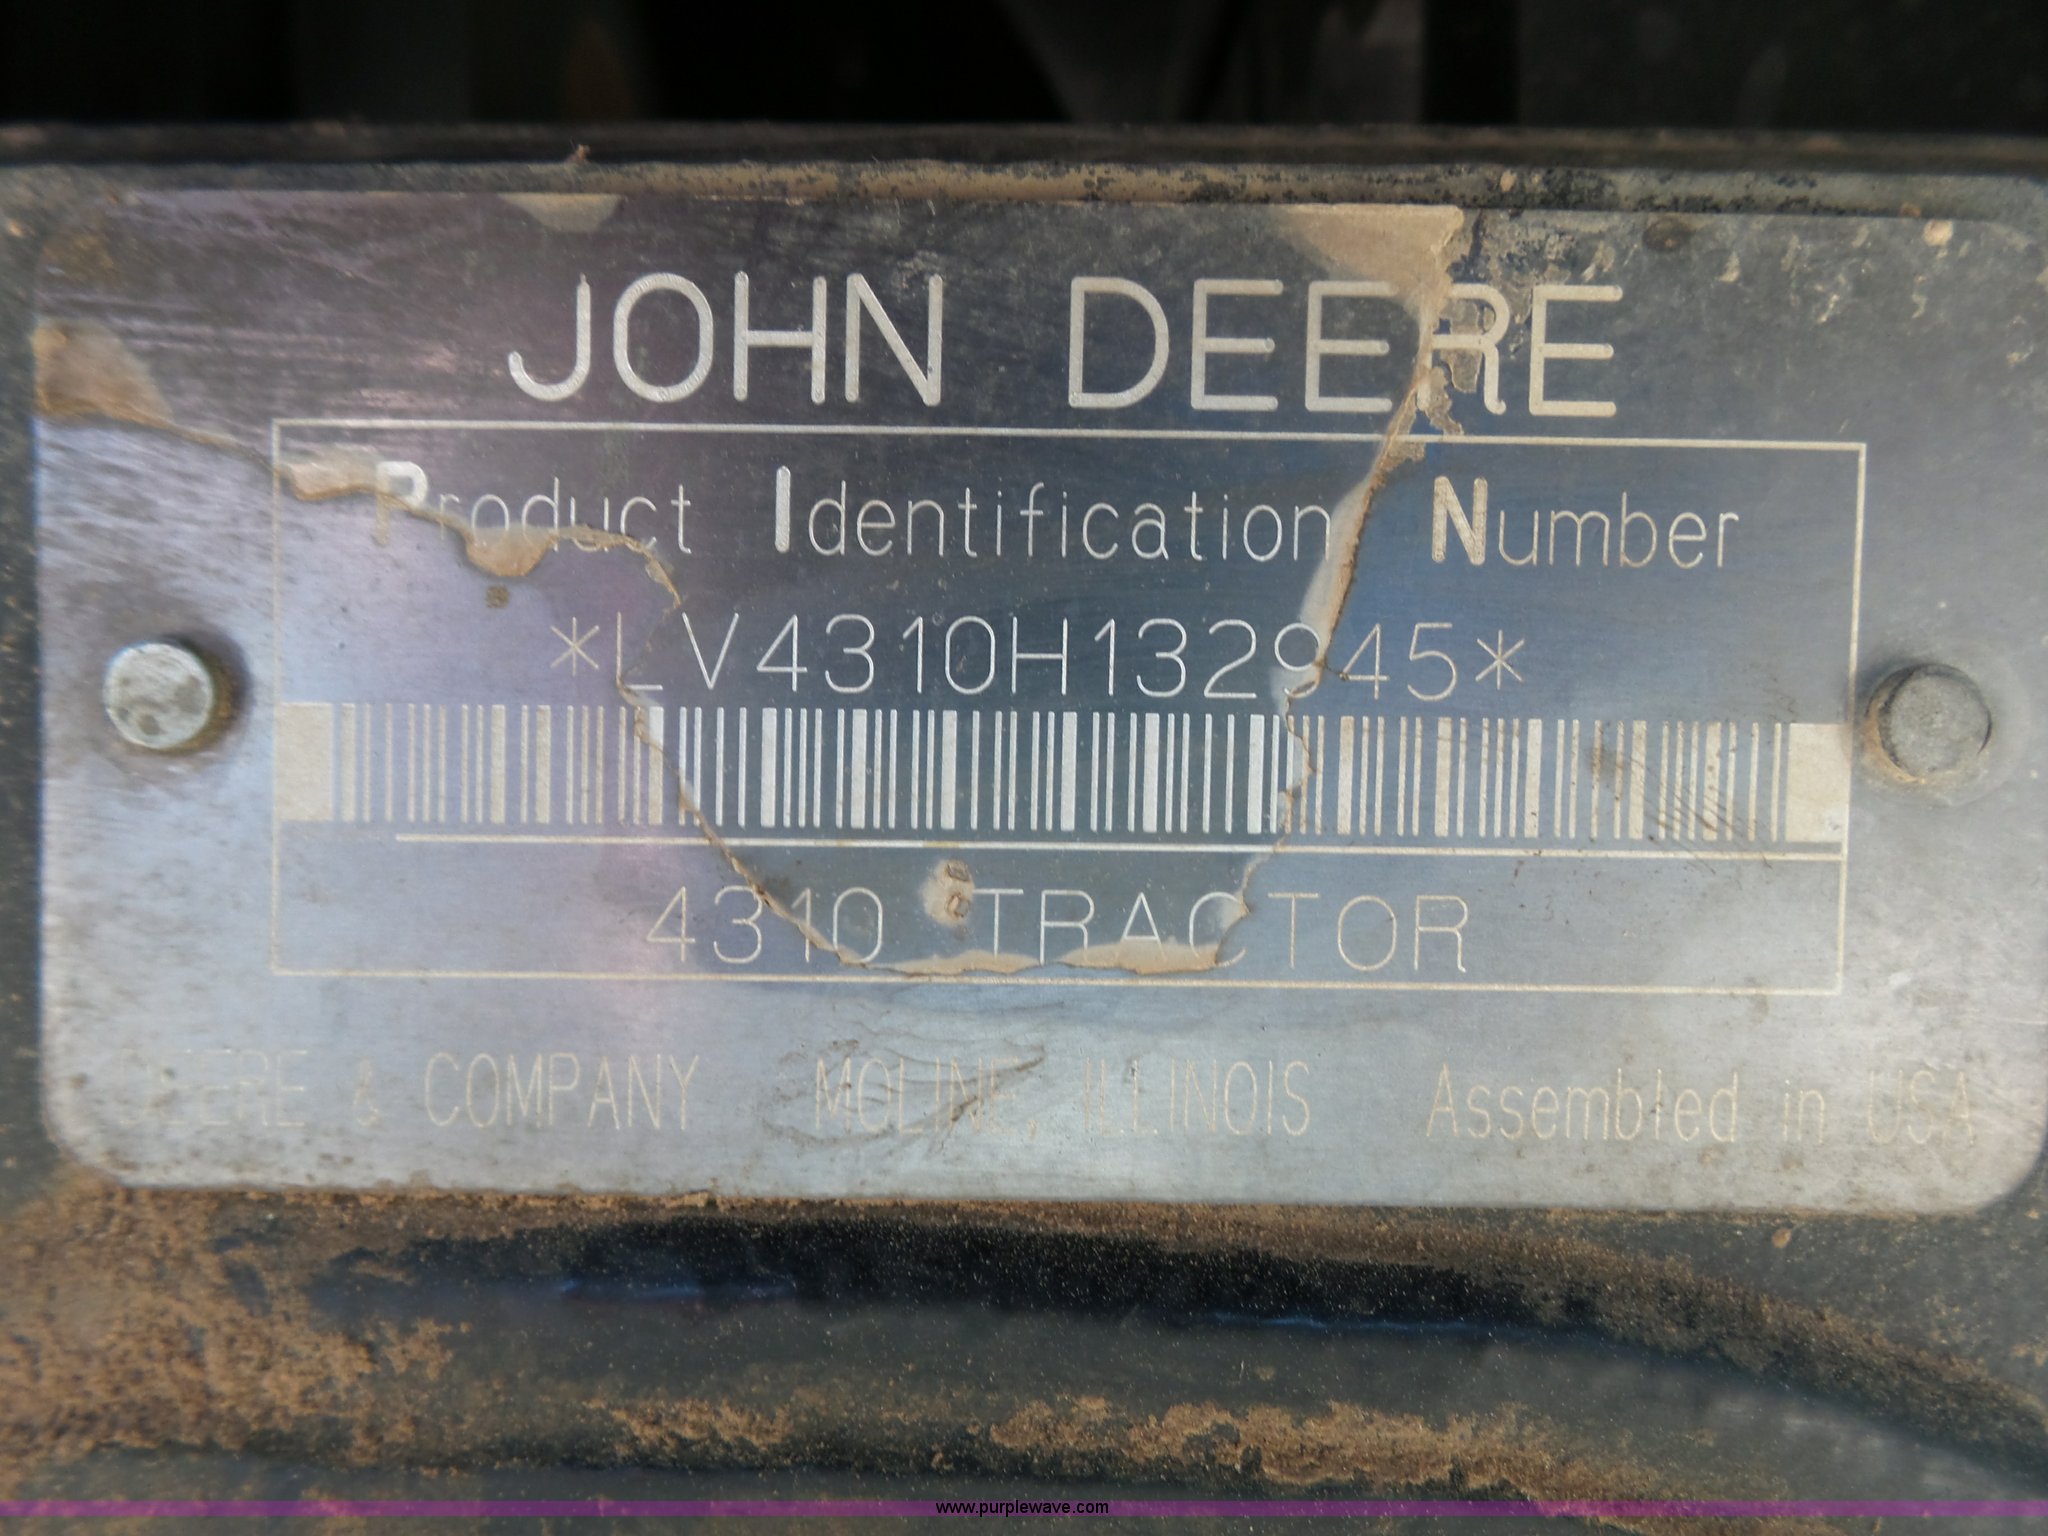 JOHN DEERE
Product Identification Number
*LV4310H132945*
4310 TRACTOR
DEERE & COMPANY MOLINE, ILLINOIS Assembled in USA
www.purplewave.com